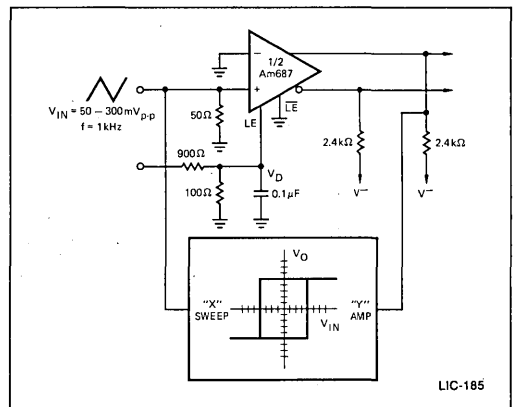 1/2
Am687
−
+
V_IN = 50 – 300mV_p-p
f = 1kHz
50Ω
LE
L̅E̅
900Ω
V_D
2.4kΩ
2.4kΩ
100Ω
0.1μF
V⁻
V⁻
V_O
"X"
SWEEP
V_IN
"Y"
AMP
LIC-185